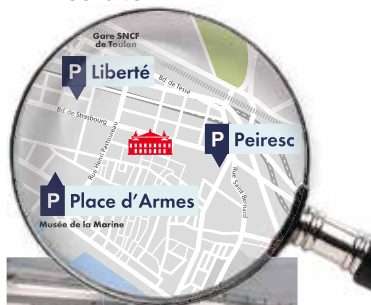 Gare SNCF
de Toulon
P Liberté
Bd. de Tessé
Bd. de Strasbourg
Rue Henri Pastoureau
P Peiresc
Rue Saint Bernard
P Place d'Armes
Musée de la Marine